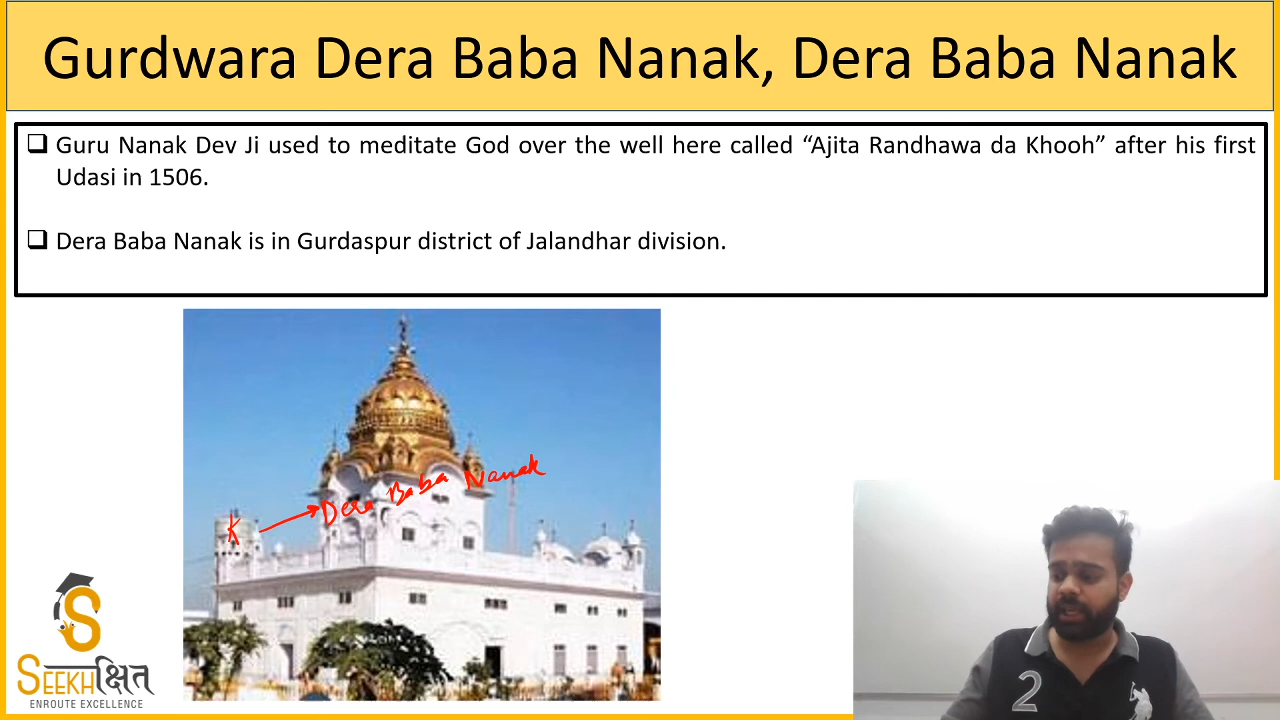 Gurdwara Dera Baba Nanak, Dera Baba Nanak
Guru Nanak Dev Ji used to meditate God over the well here called “Ajita Randhawa da Khooh” after his first
Udasi in 1506.
Dera Baba Nanak is in Gurdaspur district of Jalandhar division.
K → Dera Baba Nanak
SEEKHक्षित
ENROUTE EXCELLENCE
2